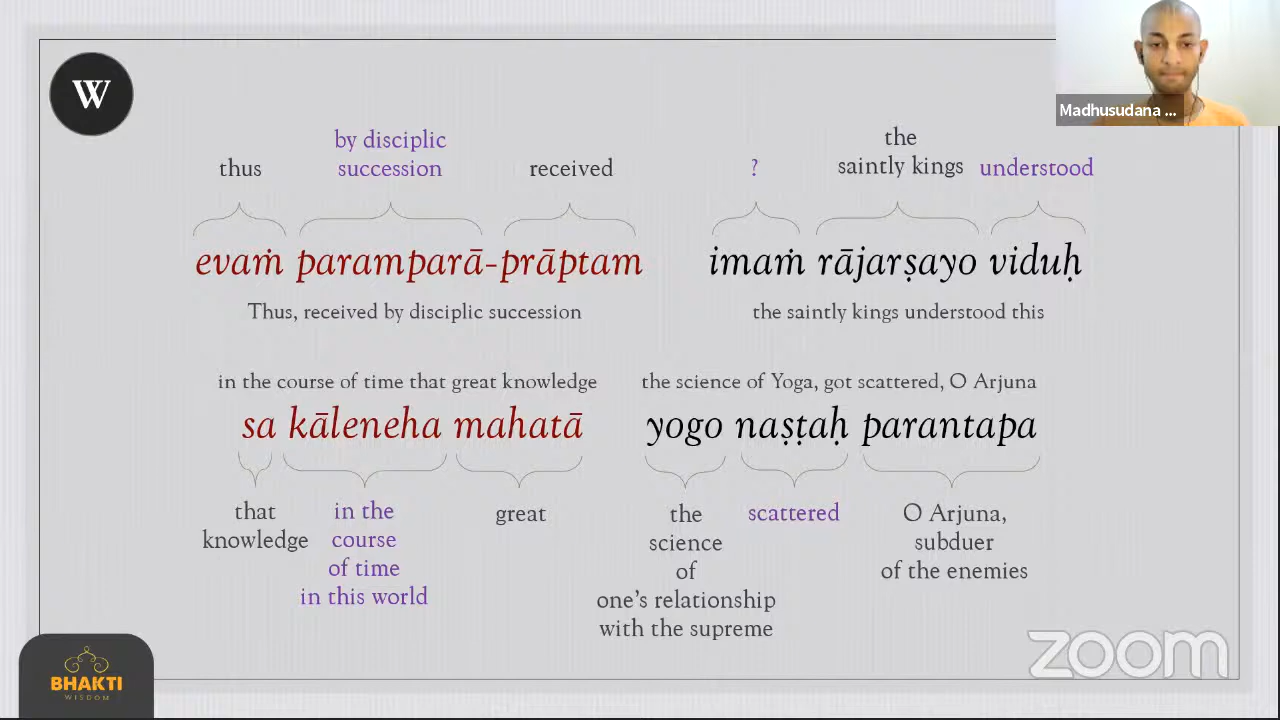 W
Madhusudana ...
thus
by disciplic
succession
received
?
the
saintly kings
understood
evaṁ paramparā-prāptam
imaṁ rājarṣayo viduḥ
Thus, received by disciplic succession
the saintly kings understood this
in the course of time that great knowledge
the science of Yoga, got scattered, O Arjuna
sa kāleneha mahatā
yogo naṣṭaḥ parantapa
that
knowledge
in the
course
of time
in this world
great
the
science
of
one's relationship
with the supreme
scattered
O Arjuna,
subduer
of the enemies
BHAKTI
WISDOM
zoom